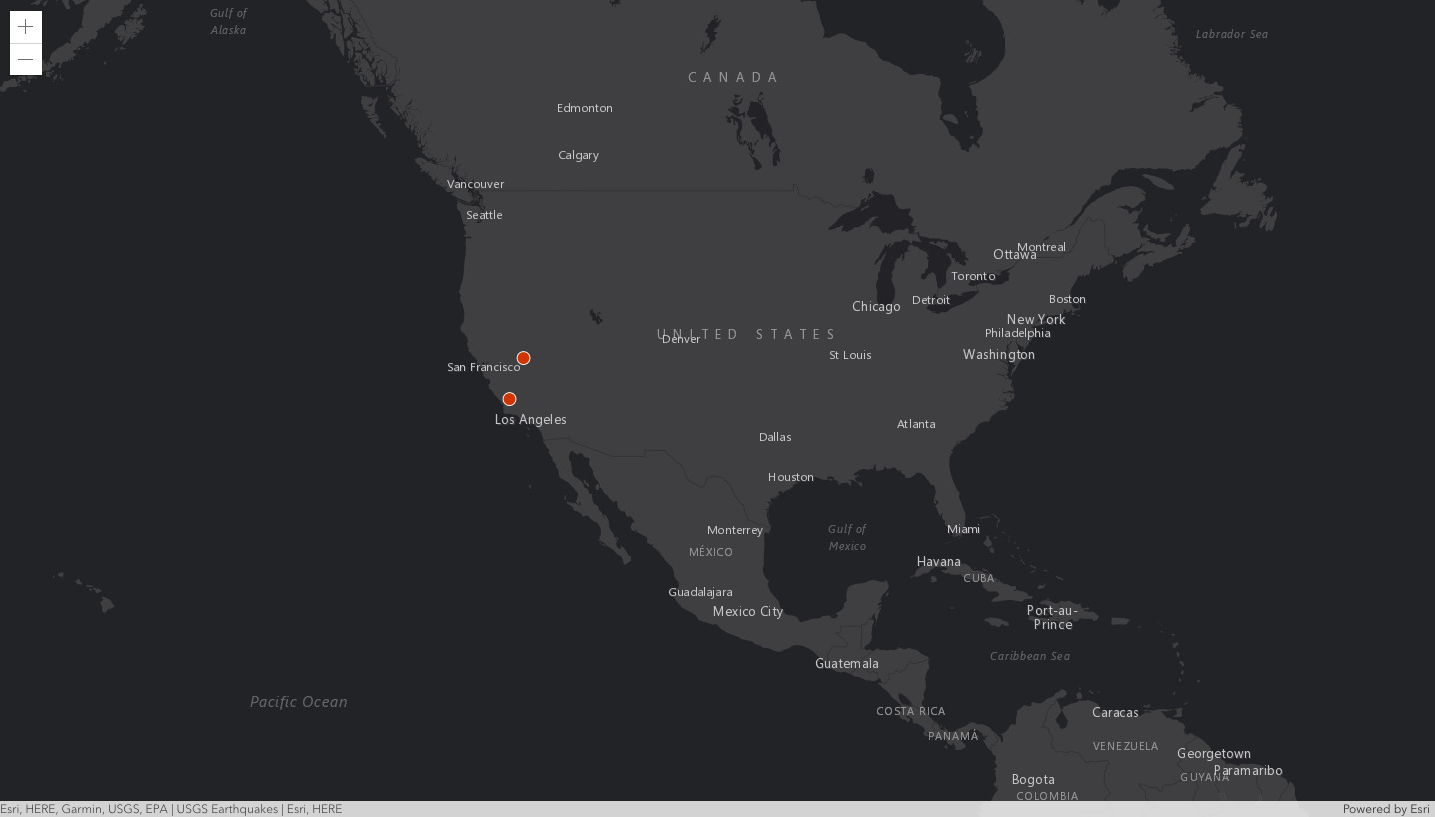 Gulf of
Alaska
Labrador Sea
CANADA
Edmonton
Calgary
Vancouver
Seattle
Montreal
Ottawa
Toronto
Boston
Detroit
Chicago
New York
Philadelphia
UNITED STATES
Denver
St Louis
Washington
San Francisco
Los Angeles
Atlanta
Dallas
Houston
Miami
Monterrey
Gulf of
Mexico
MÉXICO
Havana
CUBA
Guadalajara
Mexico City
Port-au-
Prince
Caribbean Sea
Guatemala
Pacific Ocean
COSTA RICA
Caracas
PANAMÁ
VENEZUELA
Georgetown
Paramaribo
GUYANA
Bogota
COLOMBIA
Esri, HERE, Garmin, USGS, EPA | USGS Earthquakes | Esri, HERE
Powered by Esri